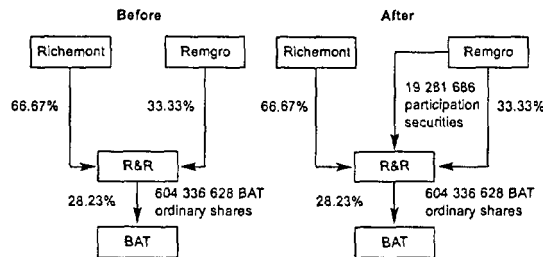 Before
Richemont
Remgro
66.67%
33.33%
R&R
28.23%
604 336 628 BAT
ordinary shares
BAT
After
Richemont
Remgro
66.67%
19 281 686
participation
securities
33.33%
R&R
28.23%
604 336 628 BAT
ordinary shares
BAT